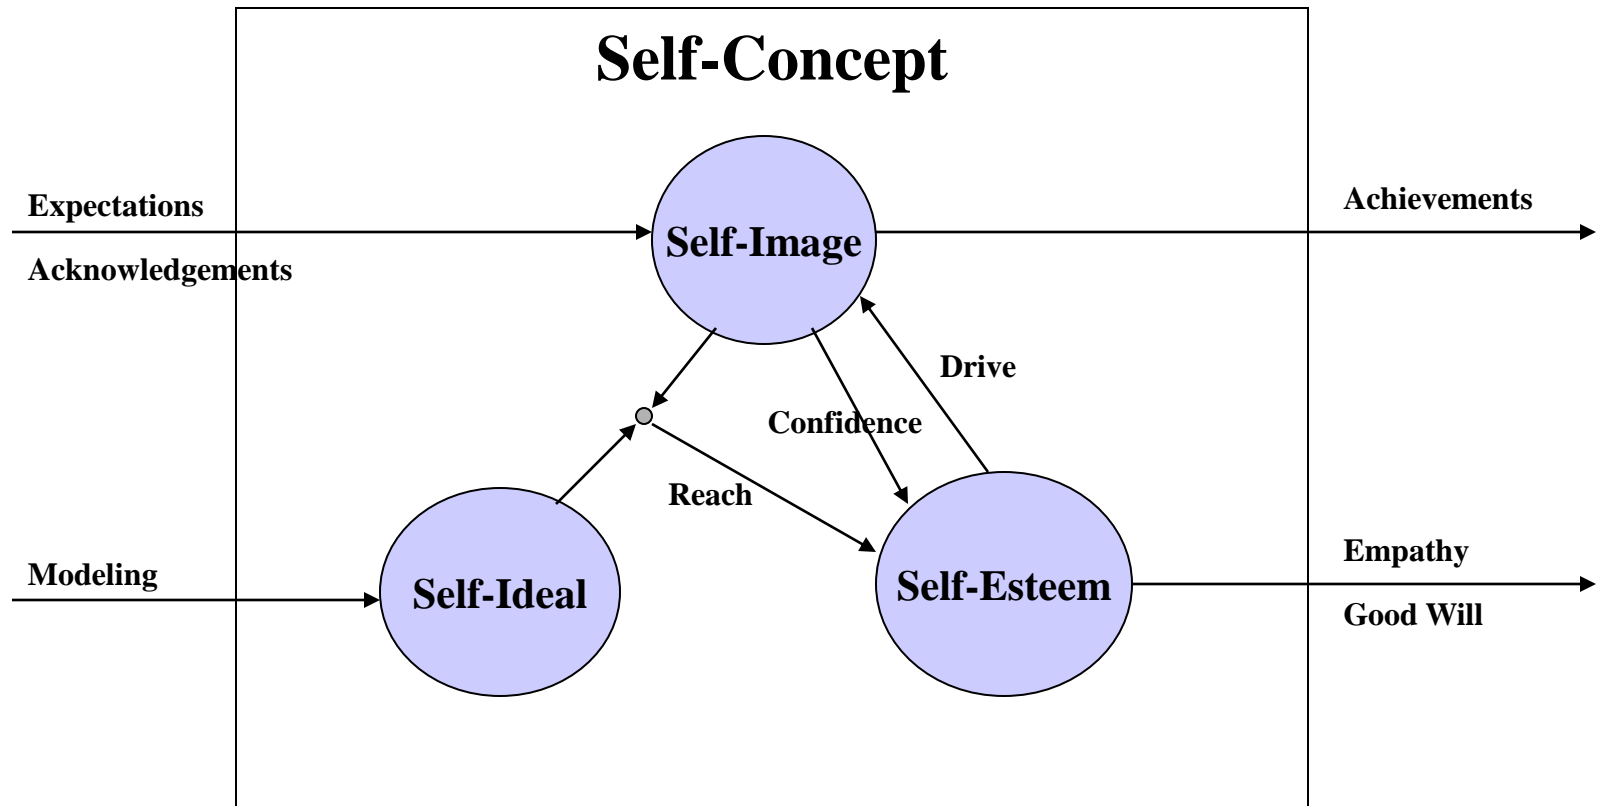 Self-Concept
Expectations
Acknowledgements
Self-Image
Achievements
Drive
Confidence
Reach
Modeling
Self-Ideal
Self-Esteem
Empathy
Good Will